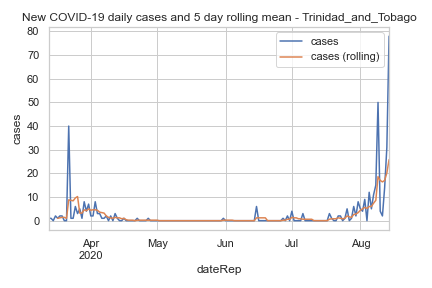 New COVID-19 daily cases and 5 day rolling mean - Trinidad_and_Tobago
cases
cases (rolling)
80
70
60
50
40
30
20
10
0
cases
Apr
2020
May
Jun
Jul
Aug
dateRep